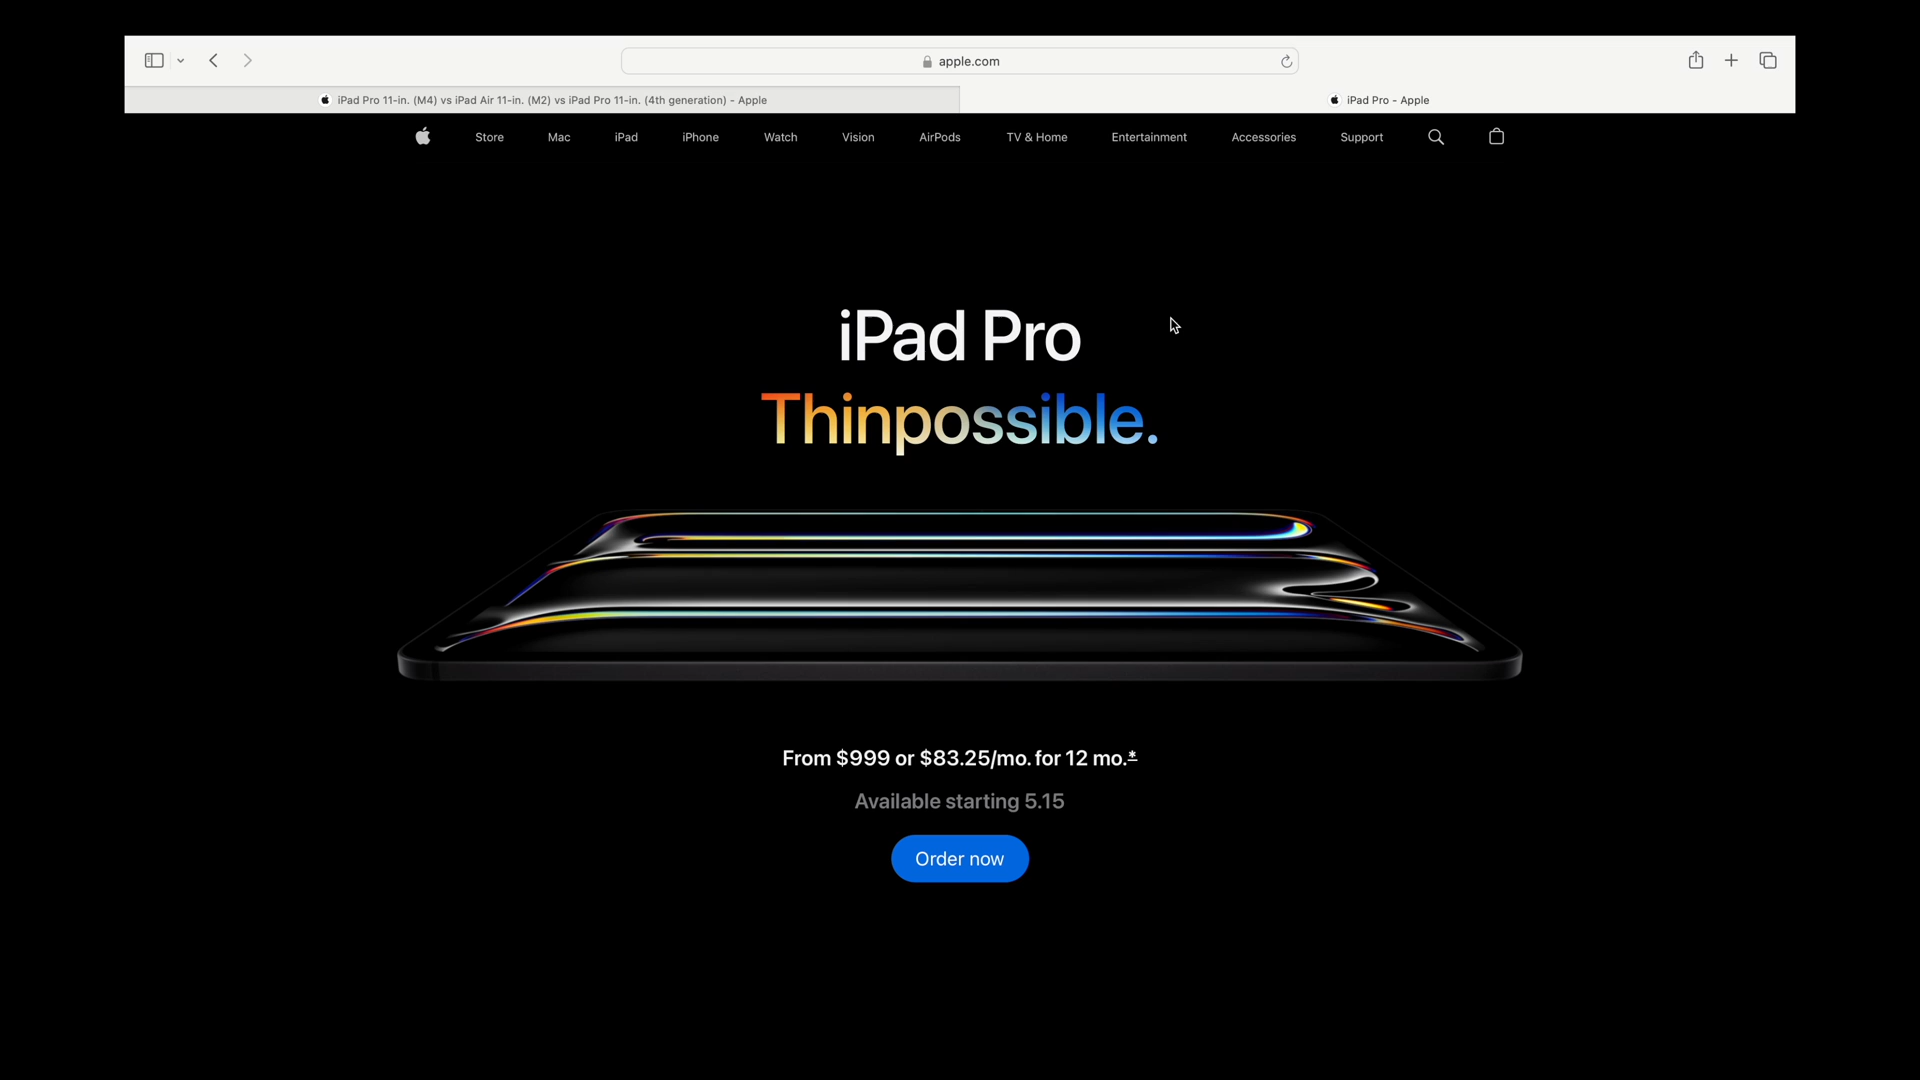 apple.com
iPad Pro 11-in. (M4) vs iPad Air 11-in. (M2) vs iPad Pro 11-in. (4th generation) - Apple
iPad Pro - Apple
Store Mac iPad iPhone Watch Vision AirPods TV & Home Entertainment Accessories Support
iPad Pro
Thinpossible.
From $999 or $83.25/mo. for 12 mo.*
Available starting 5.15
Order now